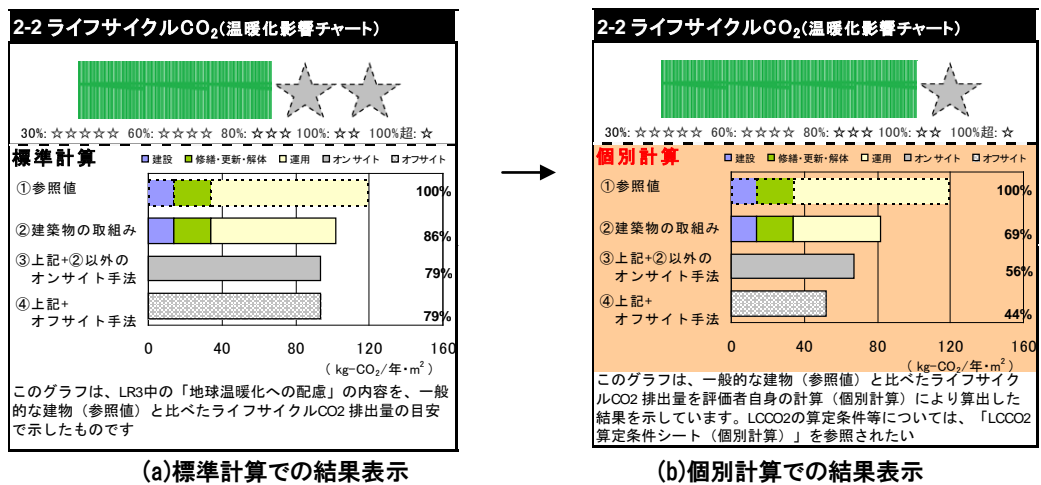 2-2 ライフサイクルCO₂(温暖化影響チャート)
30%: ☆☆☆☆☆ 60%: ☆☆☆☆ 80%: ☆☆☆ 100%: ☆☆ 100%超: ☆
標準計算
建設 修繕・更新・解体 運用 オンサイト オフサイト
①参照値 100%
②建築物の取組み 86%
③上記+②以外の
オンサイト手法 79%
④上記+
オフサイト手法 79%
0 40 80 120 160
( kg-CO₂/年・m² )
このグラフは、LR3中の「地球温暖化への配慮」の内容を、一般
的な建物(参照値)と比べたライフサイクルCO2 排出量の目安
で示したものです
(a)標準計算での結果表示
2-2 ライフサイクルCO₂(温暖化影響チャート)
30%: ☆☆☆☆☆ 60%: ☆☆☆☆ 80%: ☆☆☆ 100%: ☆☆ 100%超: ☆
個別計算
建設 修繕・更新・解体 運用 オンサイト オフサイト
①参照値 100%
②建築物の取組み 69%
③上記+②以外の
オンサイト手法 56%
④上記+
オフサイト手法 44%
0 40 80 120 160
( kg-CO₂/年・m² )
このグラフは、一般的な建物(参照値)と比べたライフサイク
ルCO2 排出量を評価者自身の計算(個別計算)により算出した
結果を示しています。LCCO2の算定条件等については、「LCCO2
算定条件シート(個別計算)」を参照されたい
(b)個別計算での結果表示